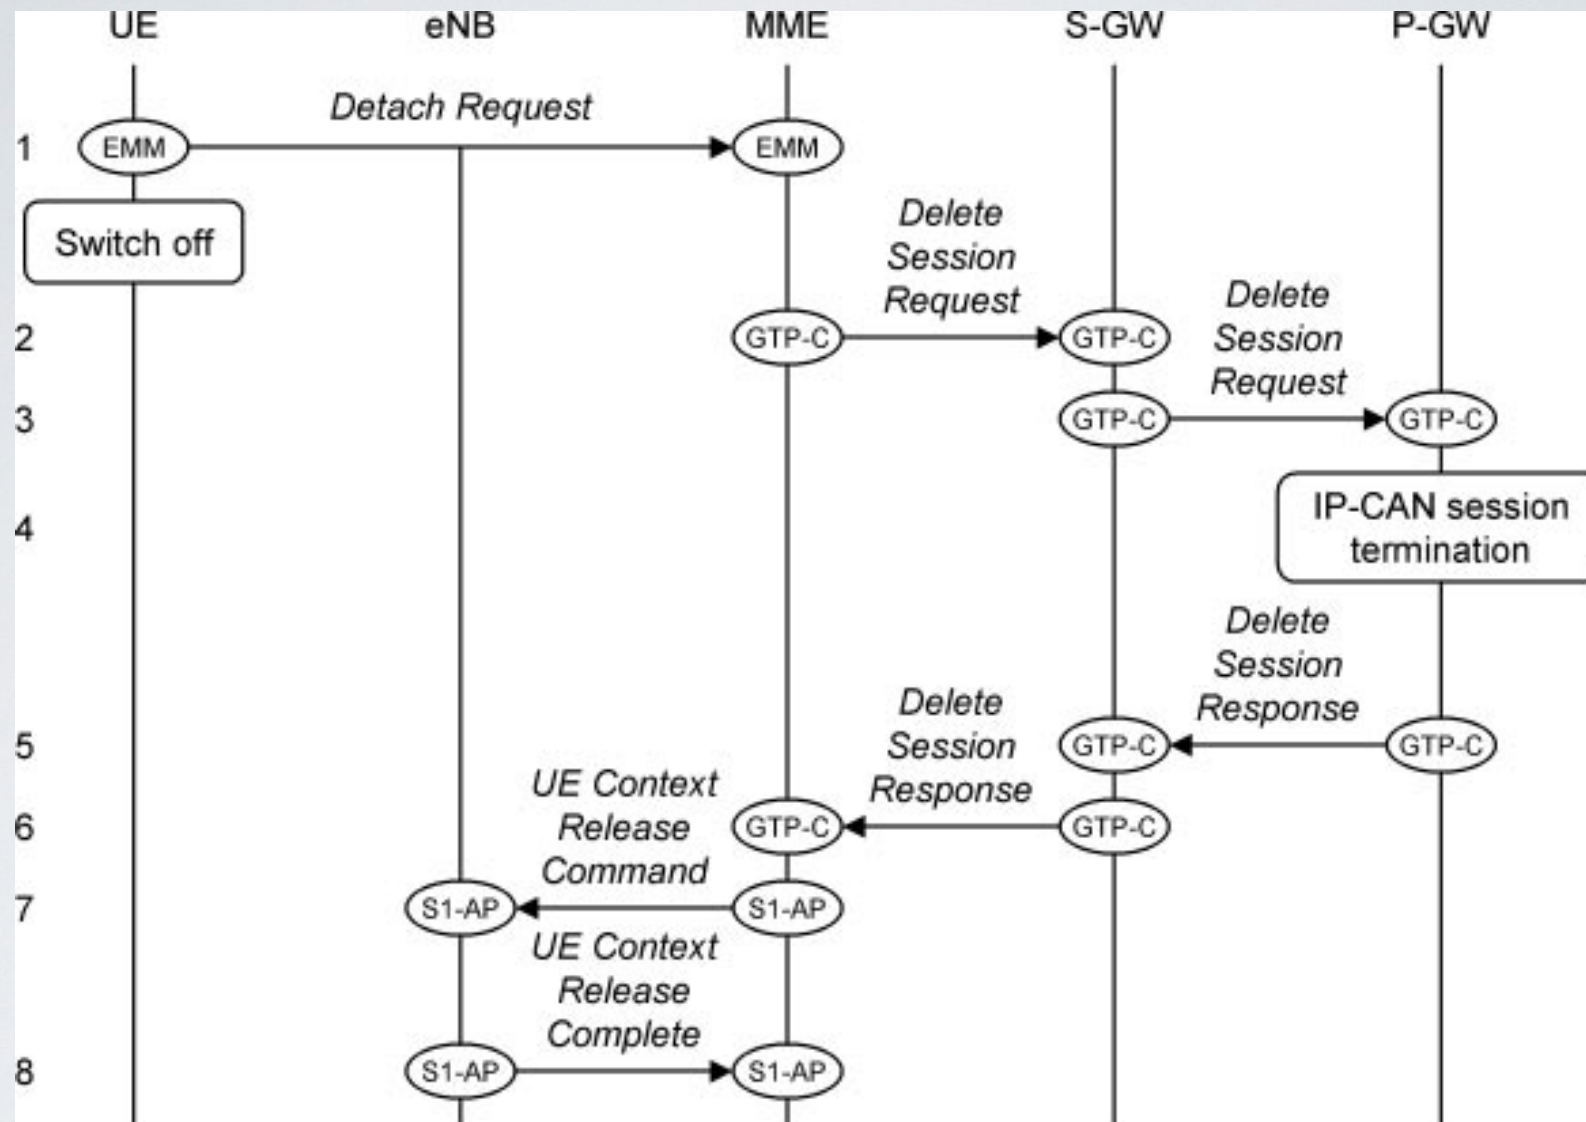 UE eNB MME S-GW P-GW
Detach Request
1 EMM EMM
Switch off
Delete
Session
Request
Delete
Session
Request
2 GTP-C GTP-C
3 GTP-C GTP-C
IP-CAN session
termination
4
Delete
Session
Response
Delete
Session
Response
5 GTP-C GTP-C
UE Context
Release
Command
6 GTP-C GTP-C
7 S1-AP S1-AP
UE Context
Release
Complete
8 S1-AP S1-AP